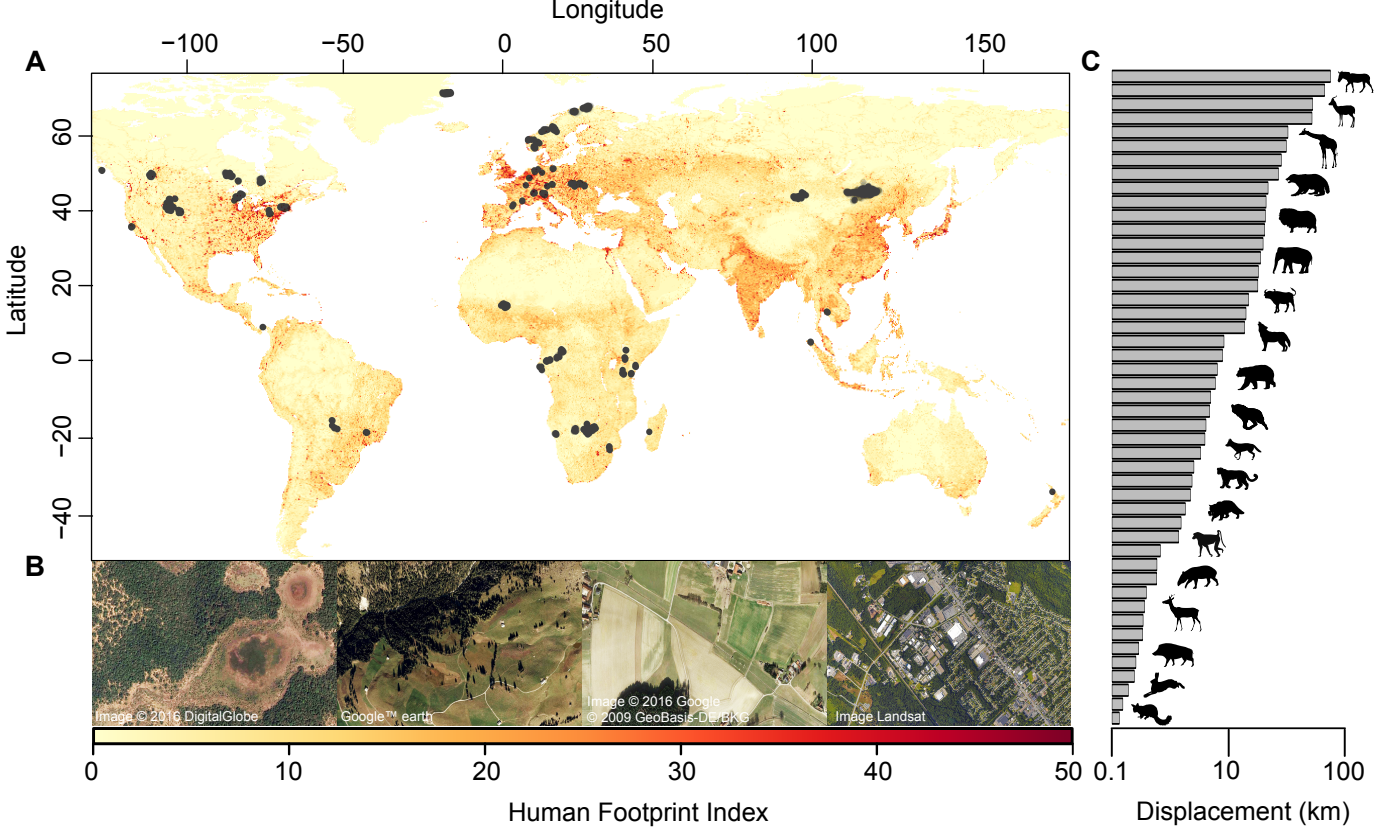 Longitude
−100 −50 0 50 100 150
A
C
Latitude
60
40
20
0
−20
−40
B
Image © 2016 DigitalGlobe
Google™ earth
Image © 2016 Google
© 2009 GeoBasis-DE/BKG
Image Landsat
0 10 20 30 40 50
Human Footprint Index
0.1 10 100
Displacement (km)